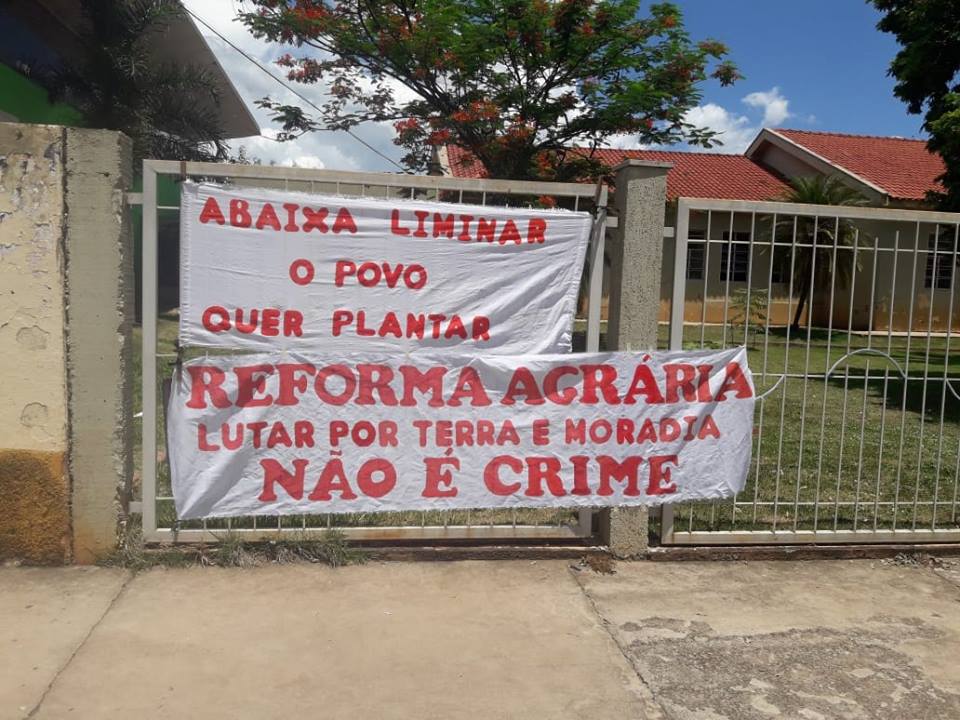 ABAIXA LIMINAR
O POVO
QUER PLANTAR
REFORMA AGRÁRIA
LUTAR POR TERRA E MORADIA
NÃO É CRIME